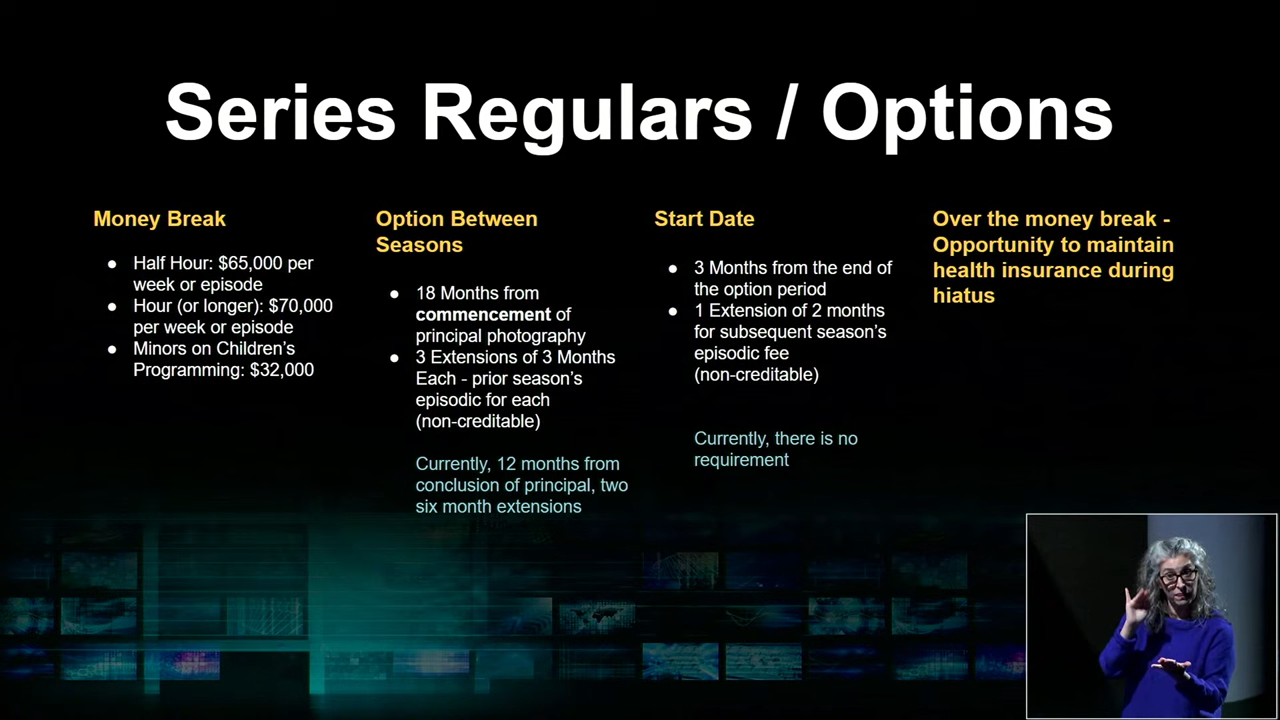 Series Regulars / Options
Money Break
● Half Hour: $65,000 per
week or episode
● Hour (or longer): $70,000
per week or episode
● Minors on Children's
Programming: $32,000
Option Between
Seasons
● 18 Months from
commencement of
principal photography
● 3 Extensions of 3 Months
Each - prior season's
episodic for each
(non-creditable)
Currently, 12 months from
conclusion of principal, two
six month extensions
Start Date
● 3 Months from the end of
the option period
● 1 Extension of 2 months
for subsequent season's
episodic fee
(non-creditable)
Currently, there is no
requirement
Over the money break -
Opportunity to maintain
health insurance during
hiatus